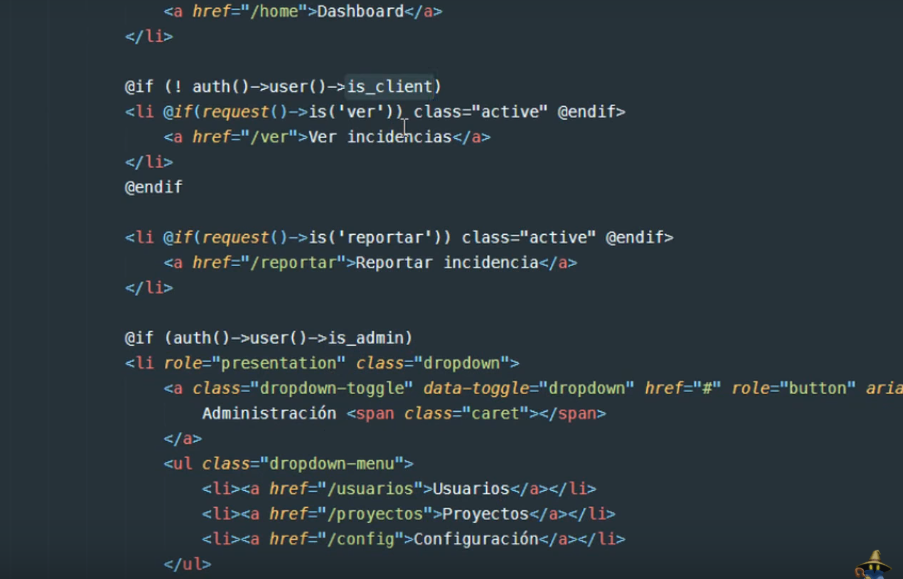 <a href="/home">Dashboard</a>
</li>
@if (! auth()->user()->is_client)
<li @if(request()->is('ver')) class="active" @endif>
<a href="/ver">Ver incidencias</a>
</li>
@endif
<li @if(request()->is('reportar')) class="active" @endif>
<a href="/reportar">Reportar incidencia</a>
</li>
@if (auth()->user()->is_admin)
<li role="presentation" class="dropdown">
<a class="dropdown-toggle" data-toggle="dropdown" href="#" role="button" aria
Administración <span class="caret"></span>
</a>
<ul class="dropdown-menu">
<li><a href="/usuarios">Usuarios</a></li>
<li><a href="/proyectos">Proyectos</a></li>
<li><a href="/config">Configuración</a></li>
</ul>